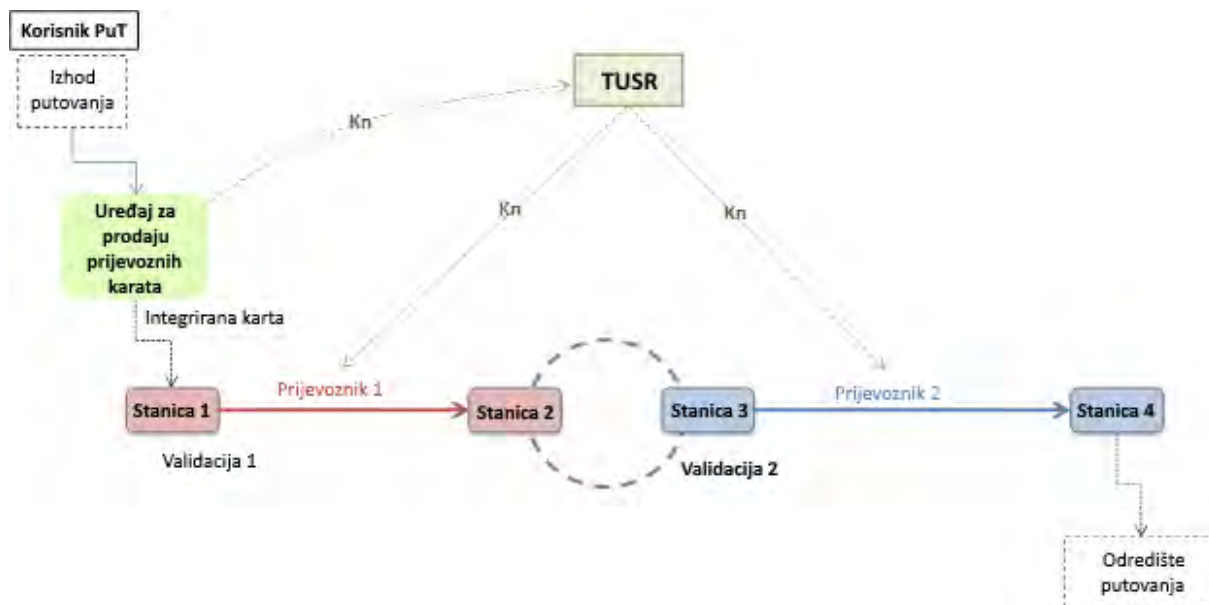 Korisnik PuT
Izhod
putovanja
TUSR
Kn
Uređaj za
prodaju
prijevoznih
karata
Kn
Kn
Integrirana karta
Prijevoznik 1
Prijevoznik 2
Stanica 1
Stanica 2
Stanica 3
Stanica 4
Validacija 1
Validacija 2
Odredište
putovanja